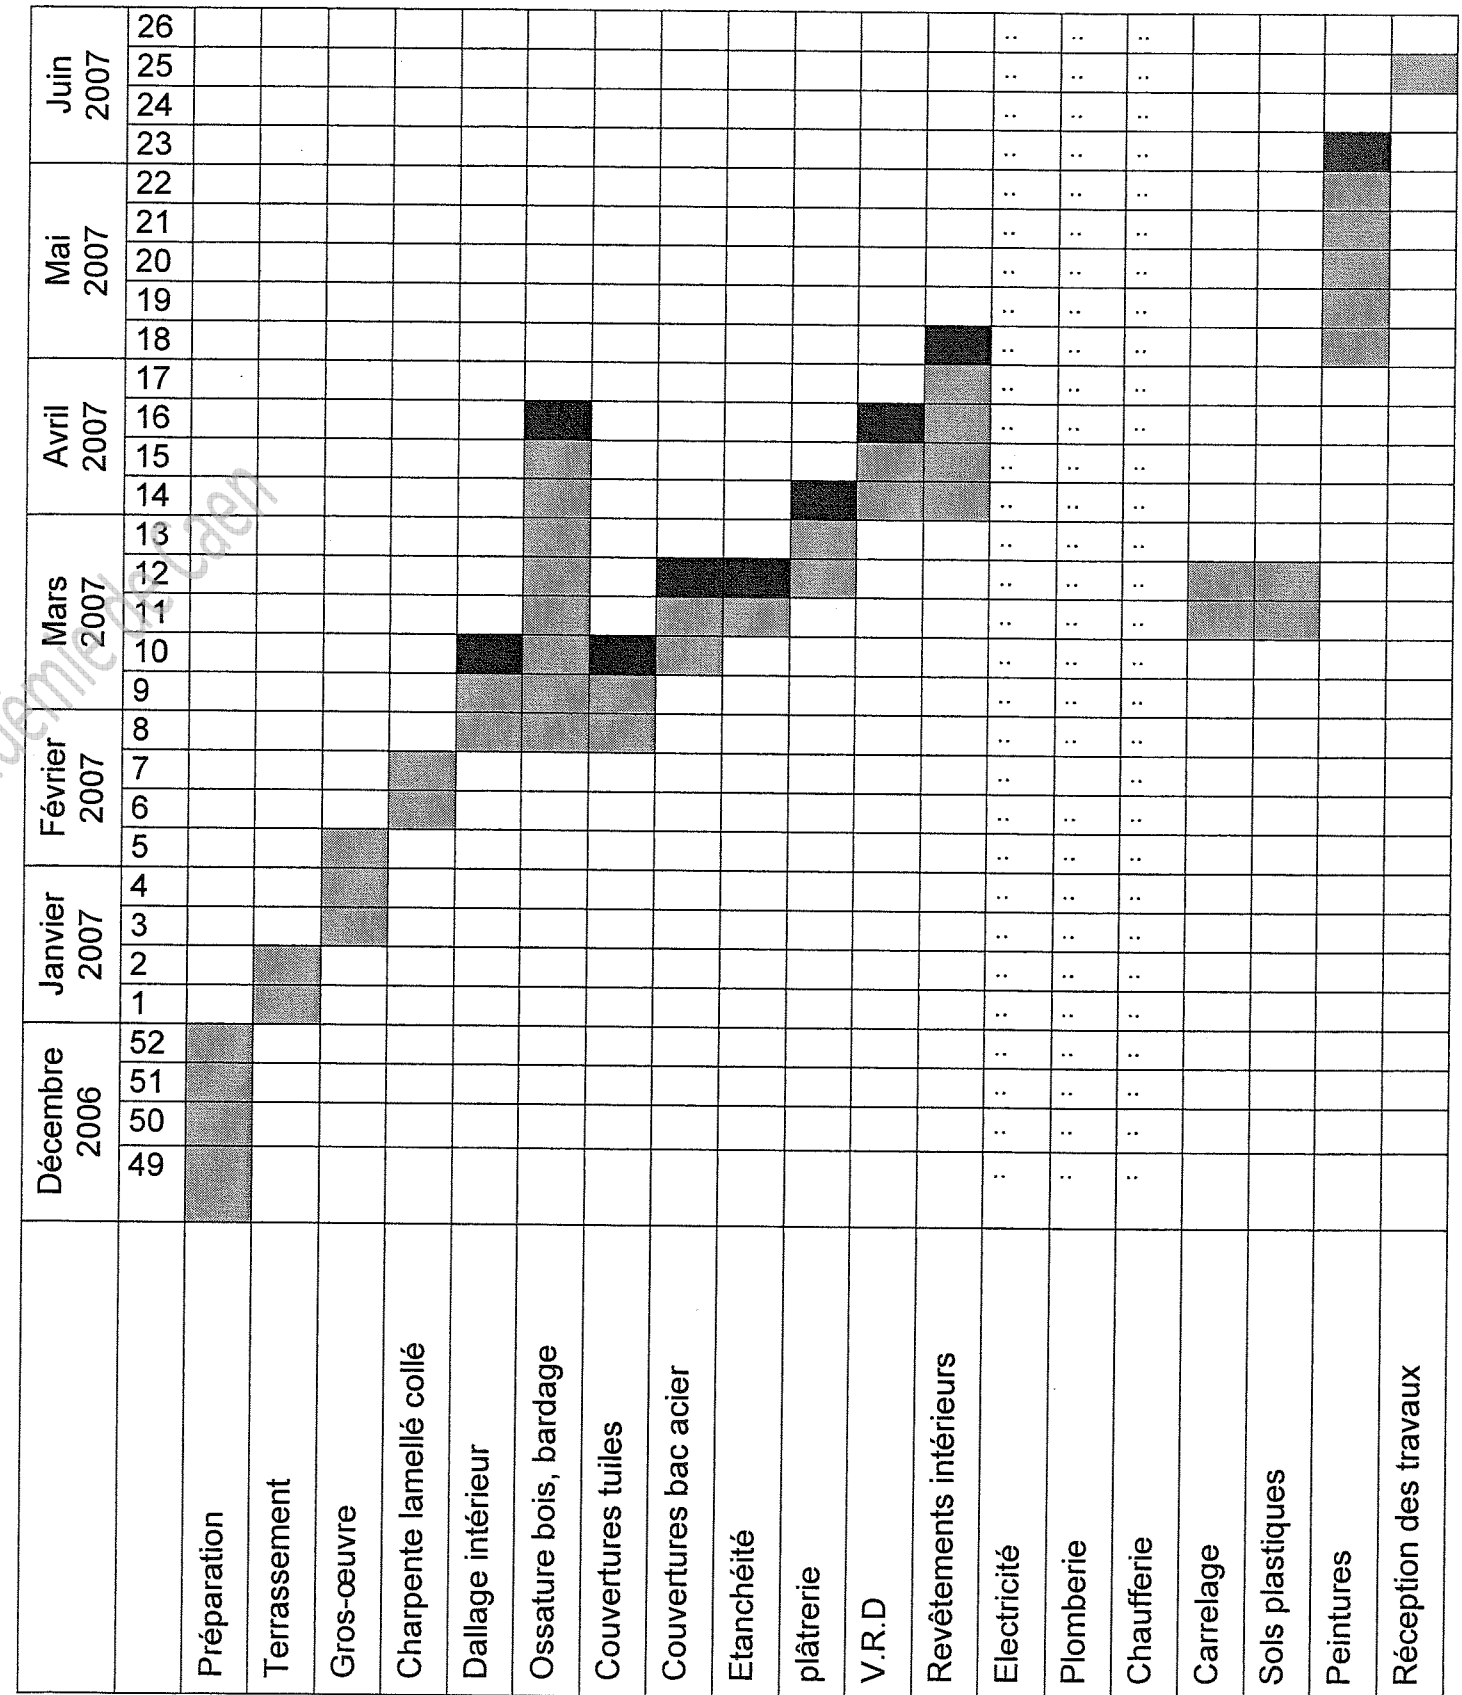 Décembre
2006
Janvier
2007
Février
2007
Mars
2007
Avril
2007
Mai
2007
Juin
2007
49
50
51
52
1
2
3
4
5
6
7
8
9
10
11
12
13
14
15
16
17
18
19
20
21
22
23
24
25
26
Préparation
Terrassement
Gros-œuvre
Charpente lamellé collé
Dallage intérieur
Ossature bois, bardage
Couvertures tuiles
Couvertures bac acier
Etanchéité
plâtrerie
V.R.D
Revêtements intérieurs
Electricité
Plomberie
Chaufferie
Carrelage
Sols plastiques
Peintures
Réception des travaux
de Caen